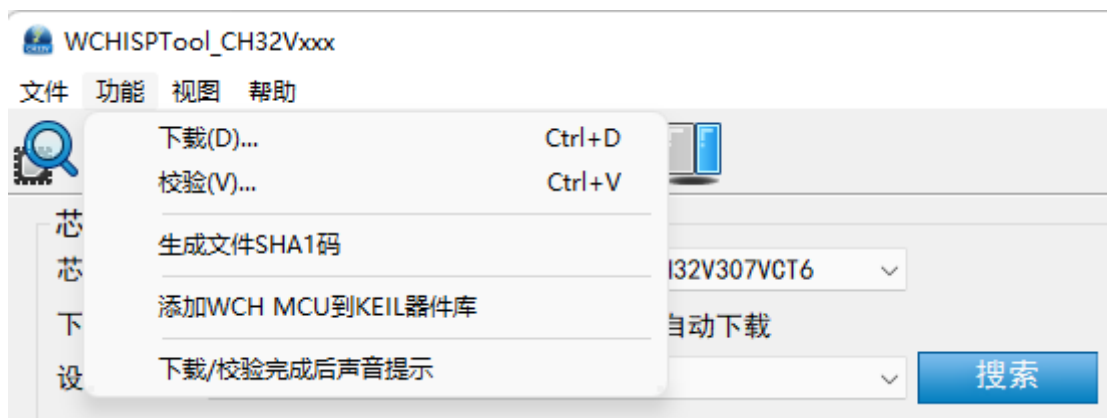 WCHISPTool_CH32Vxxx
文件 功能 视图 帮助
下载(D)... Ctrl+D
校验(V)... Ctrl+V
芯
生成文件SHA1码
芯 32V307VCT6
添加WCH MCU到KEIL器件库
下 自动下载
下载/校验完成后声音提示
设 搜索